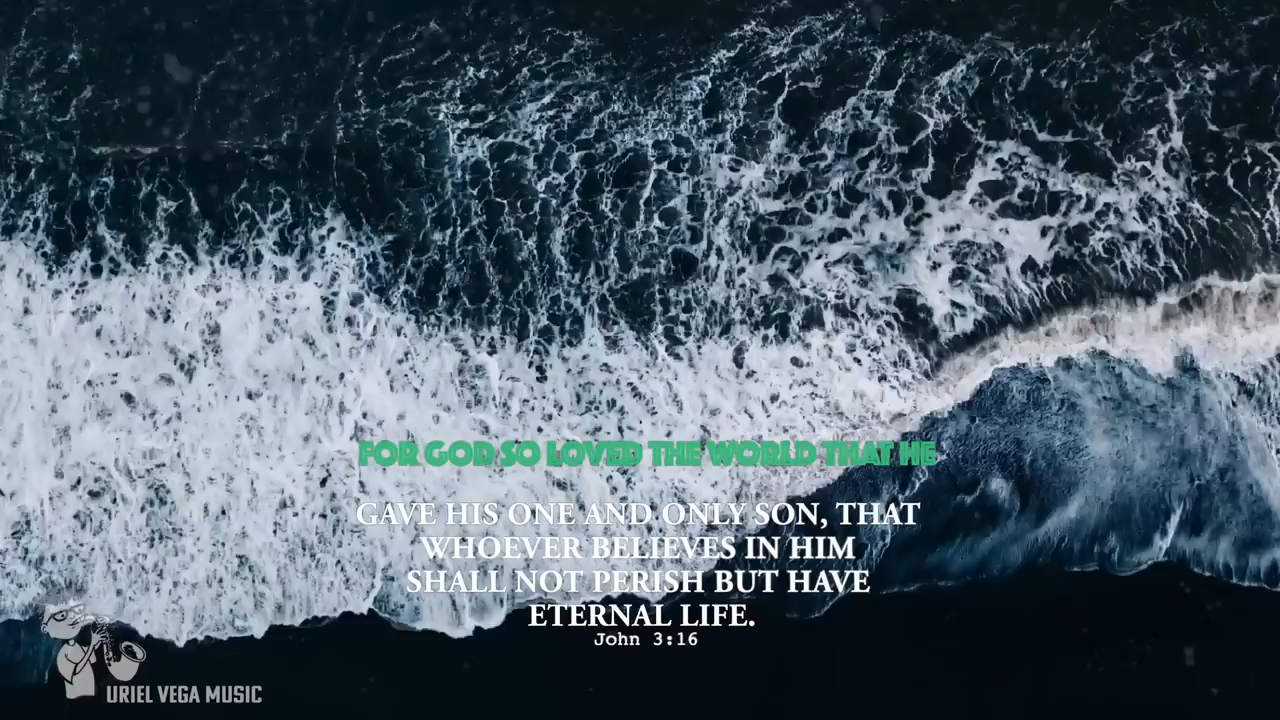 FOR GOD SO LOVED THE WORLD THAT HE
GAVE HIS ONE AND ONLY SON, THAT
WHOEVER BELIEVES IN HIM
SHALL NOT PERISH BUT HAVE
ETERNAL LIFE.
John 3:16
URIEL VEGA MUSIC